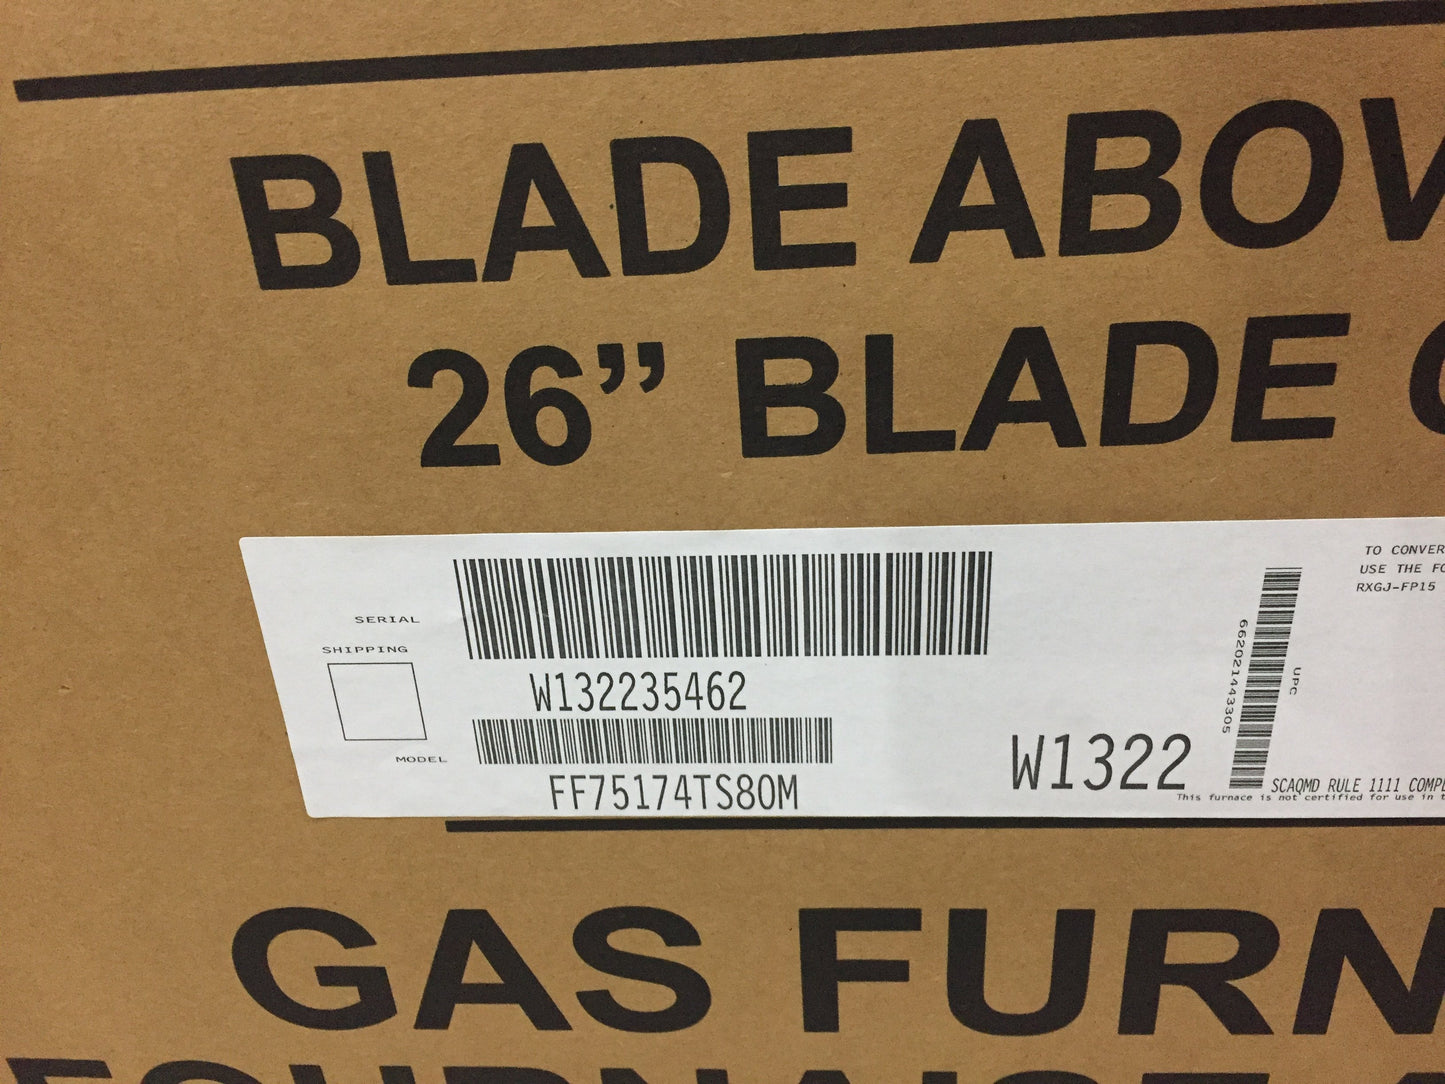 BLADE ABOV
26” BLADE
TO CONVER
USE THE FO
RXGJ-FP15
SERIAL
SHIPPING
W132235462
MODEL
FF75174TS80M
W1322
662021443305
UPC
SCAQMD RULE 1111 COMPL
This furnace is not certified for use in t
GAS FURN
FOURNAISE